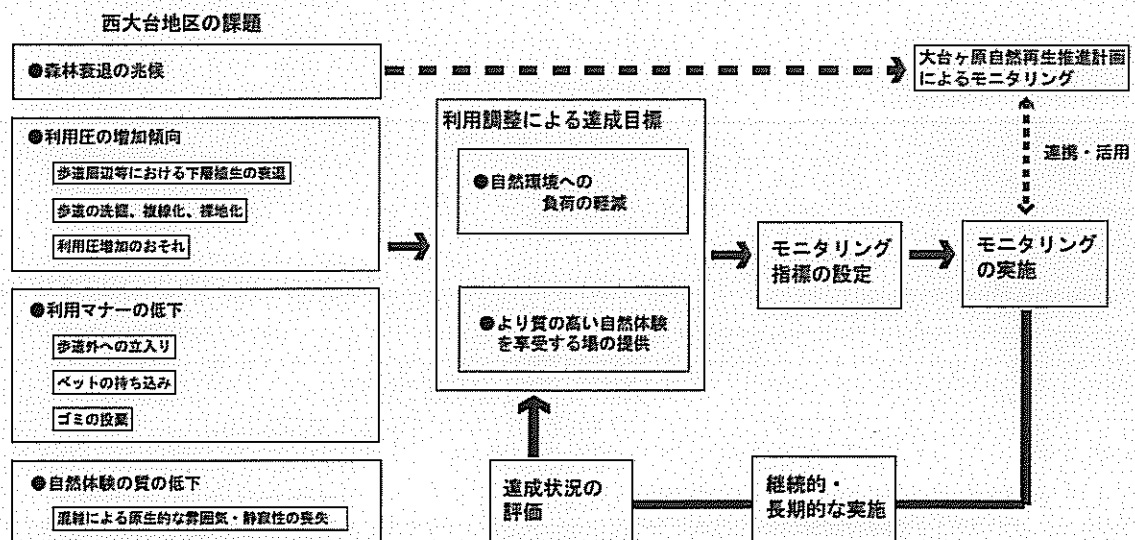 西大台地区の課題
●森林衰退の兆候
●利用圧の増加傾向
歩道周辺等における下層植生の衰退
歩道の洗掘、複線化、裸地化
利用圧増加のおそれ
●利用マナーの低下
歩道外への立入り
ペットの持ち込み
ゴミの投棄
●自然体験の質の低下
混雑による原生的な雰囲気・静寂性の喪失
利用調整による達成目標
●自然環境への
負荷の軽減
●より質の高い自然体験
を享受する場の提供
モニタリング
指標の設定
モニタリング
の実施
大台ヶ原自然再生推進計画
によるモニタリング
連携・活用
継続的・
長期的な実施
達成状況の
評価